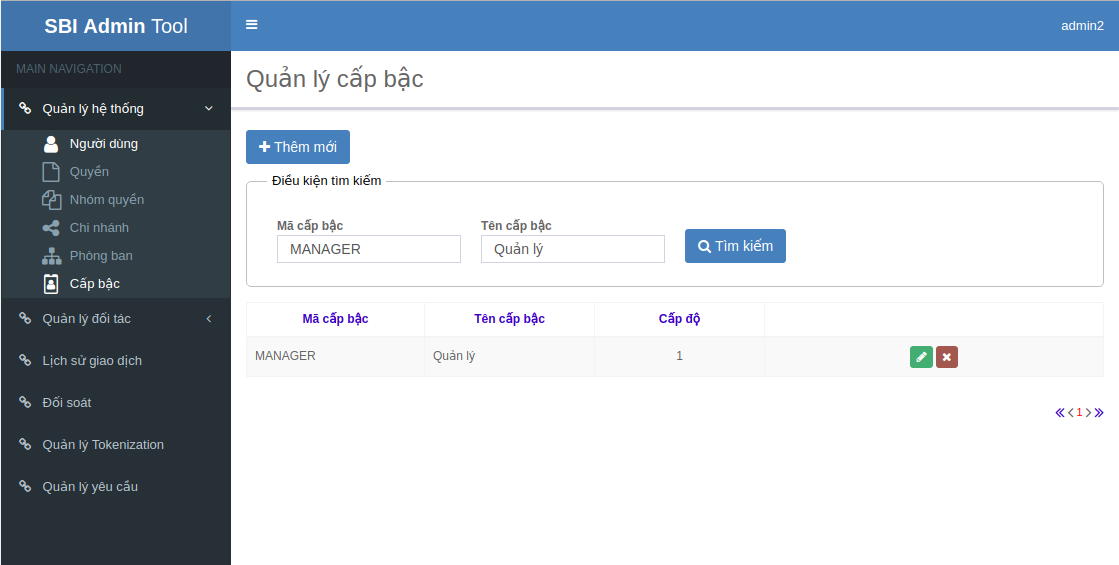 SBI Admin Tool
admin2
MAIN NAVIGATION
Quản lý hệ thống
Người dùng
Quyền
Nhóm quyền
Chi nhánh
Phòng ban
Cấp bậc
Quản lý đối tác
Lịch sử giao dịch
Đối soát
Quản lý Tokenization
Quản lý yêu cầu
Quản lý cấp bậc
Thêm mới
Điều kiện tìm kiếm
Mã cấp bậc Tên cấp bậc
MANAGER Quản lý Tìm kiếm
Mã cấp bậc Tên cấp bậc Cấp độ
MANAGER Quản lý 1
1